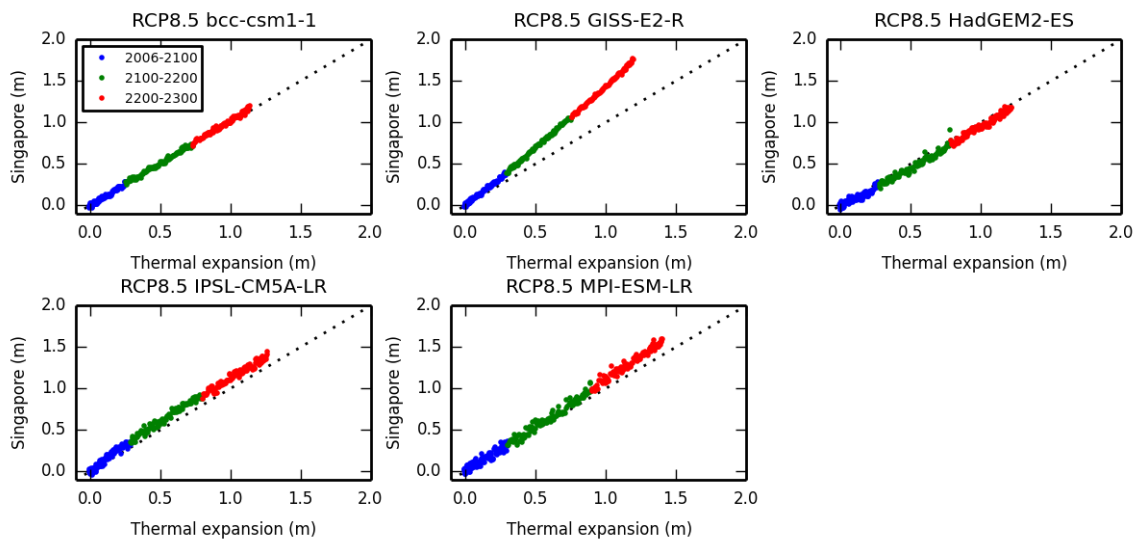 RCP8.5 bcc-csm1-1
2.0
1.5
1.0
0.5
0.0
Singapore (m)
2006-2100
2100-2200
2200-2300
0.0 0.5 1.0 1.5 2.0
Thermal expansion (m)
RCP8.5 GISS-E2-R
2.0
1.5
1.0
0.5
0.0
Singapore (m)
0.0 0.5 1.0 1.5 2.0
Thermal expansion (m)
RCP8.5 HadGEM2-ES
2.0
1.5
1.0
0.5
0.0
Singapore (m)
0.0 0.5 1.0 1.5 2.0
Thermal expansion (m)
RCP8.5 IPSL-CM5A-LR
2.0
1.5
1.0
0.5
0.0
Singapore (m)
0.0 0.5 1.0 1.5 2.0
Thermal expansion (m)
RCP8.5 MPI-ESM-LR
2.0
1.5
1.0
0.5
0.0
Singapore (m)
0.0 0.5 1.0 1.5 2.0
Thermal expansion (m)